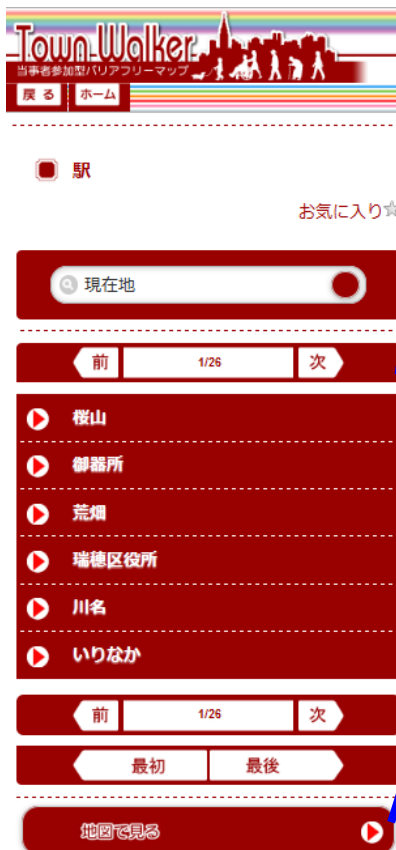 Town Walker
当事者参加型バリアフリーマップ
戻る ホーム
駅
お気に入り☆
現在地
前 1/26 次
桜山
御器所
荒畑
瑞穂区役所
川名
いりなか
前 1/26 次
最初 最後
地図で見る